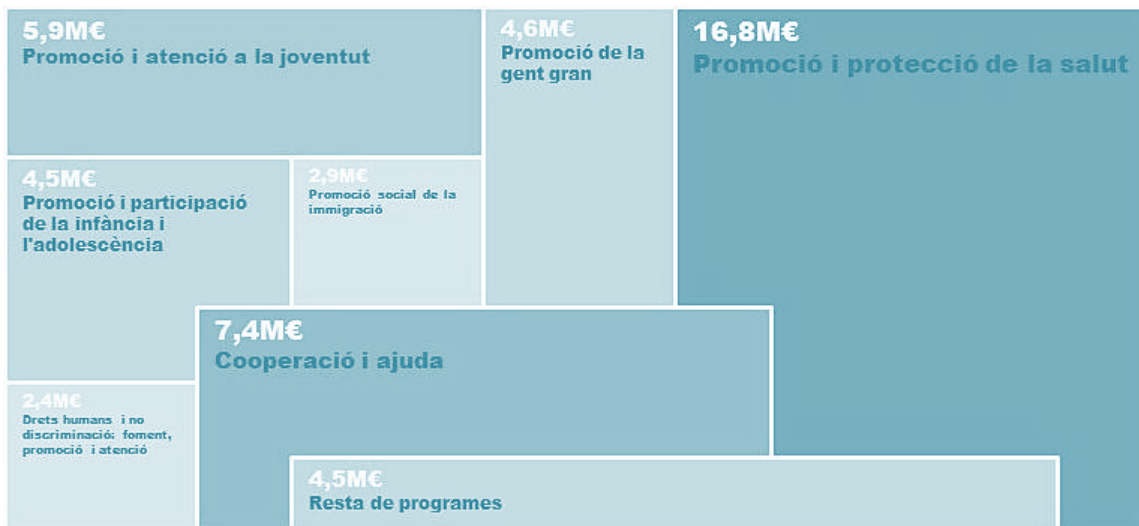 5,9M€
Promoció i atenció a la joventut
4,6M€
Promoció de la
gent gran
16,8M€
Promoció i protecció de la salut
4,5M€
Promoció i participació
de la infància i
l'adolescència
2,9M€
Promoció social de la
immigració
7,4M€
Cooperació i ajuda
2,4M€
Drets humans i no
discriminació: foment,
promoció i atenció
4,5M€
Resta de programes